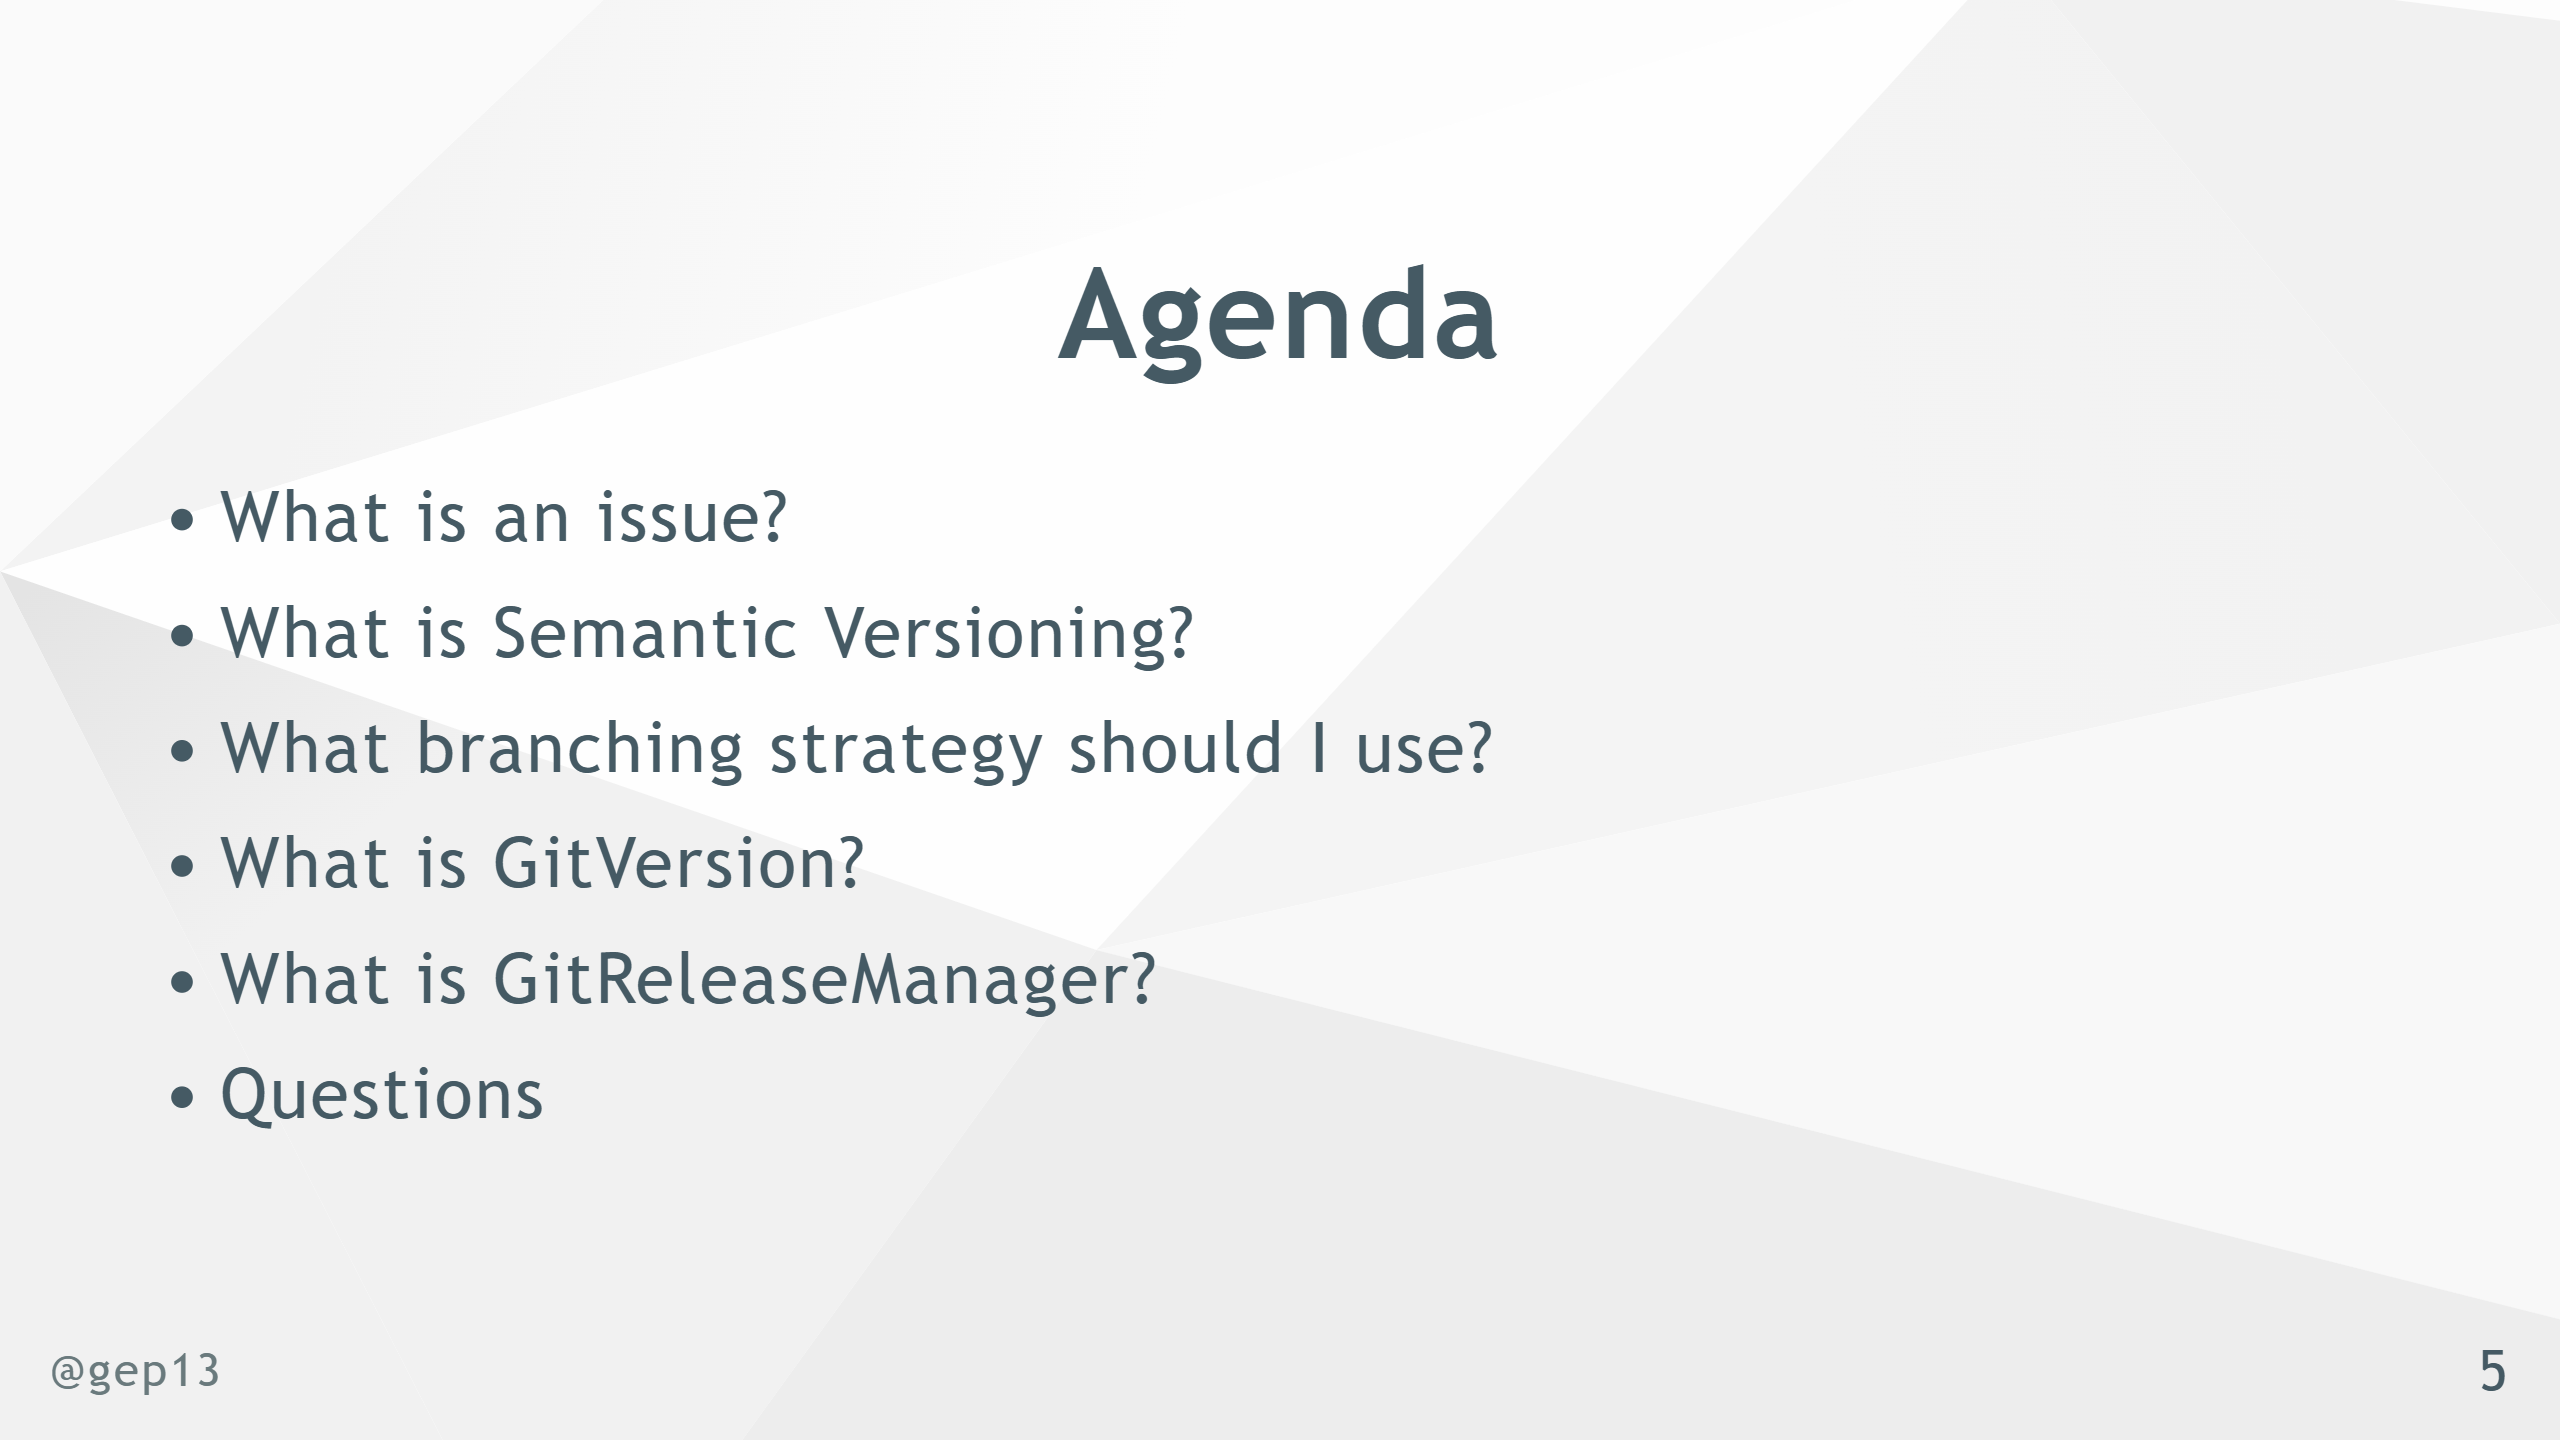 Agenda
• What is an issue?
• What is Semantic Versioning?
• What branching strategy should I use?
• What is GitVersion?
• What is GitReleaseManager?
• Questions
@gep13
5